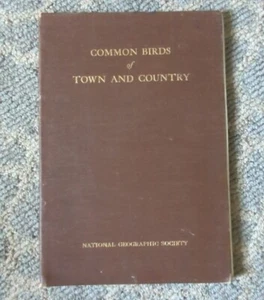 COMMON BIRDS
of
TOWN AND COUNTRY
NATIONAL GEOGRAPHIC SOCIETY